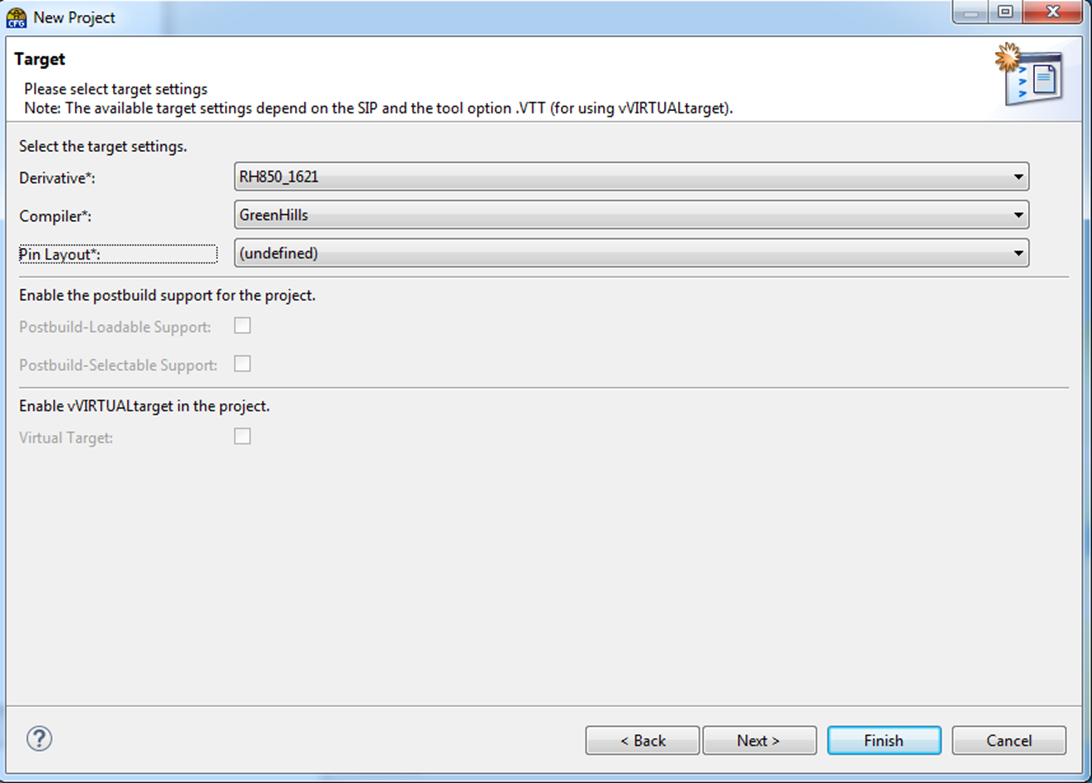 CFG New Project
Target
Please select target settings
Note: The available target settings depend on the SIP and the tool option .VTT (for using vVIRTUALtarget).
Select the target settings.
Derivative*: RH850_1621
Compiler*: GreenHills
Pin Layout*: (undefined)
Enable the postbuild support for the project.
Postbuild-Loadable Support:
Postbuild-Selectable Support:
Enable vVIRTUALtarget in the project.
Virtual Target:
? < Back Next > Finish Cancel